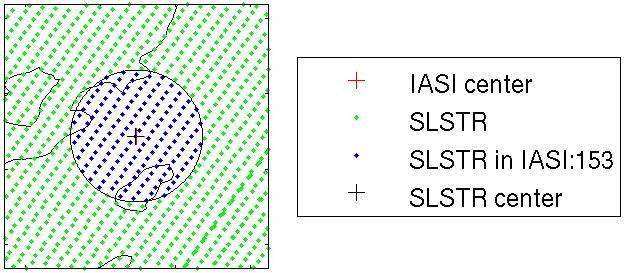 IASI center
SLSTR
SLSTR in IASI:153
SLSTR center